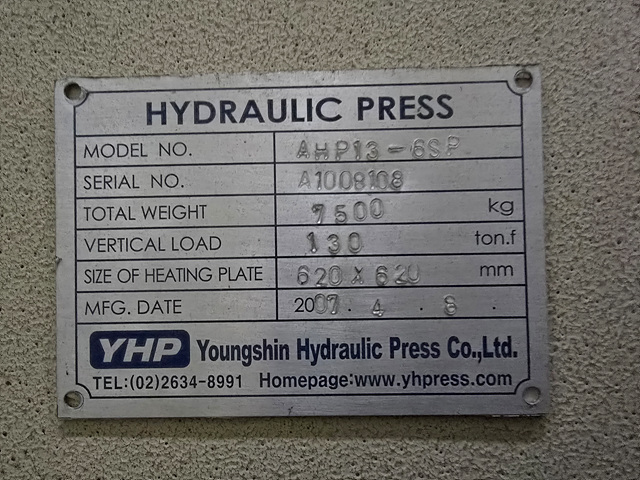 HYDRAULIC PRESS
MODEL NO. AHP13-6SP
SERIAL NO. A1008108
TOTAL WEIGHT 7500 kg
VERTICAL LOAD 130 ton.f
SIZE OF HEATING PLATE 620 X 620 mm
MFG. DATE 2007. 4 . 8 .
YHP Youngshin Hydraulic Press Co.,Ltd.
TEL:(02)2634-8991 Homepage:www.yhpress.com